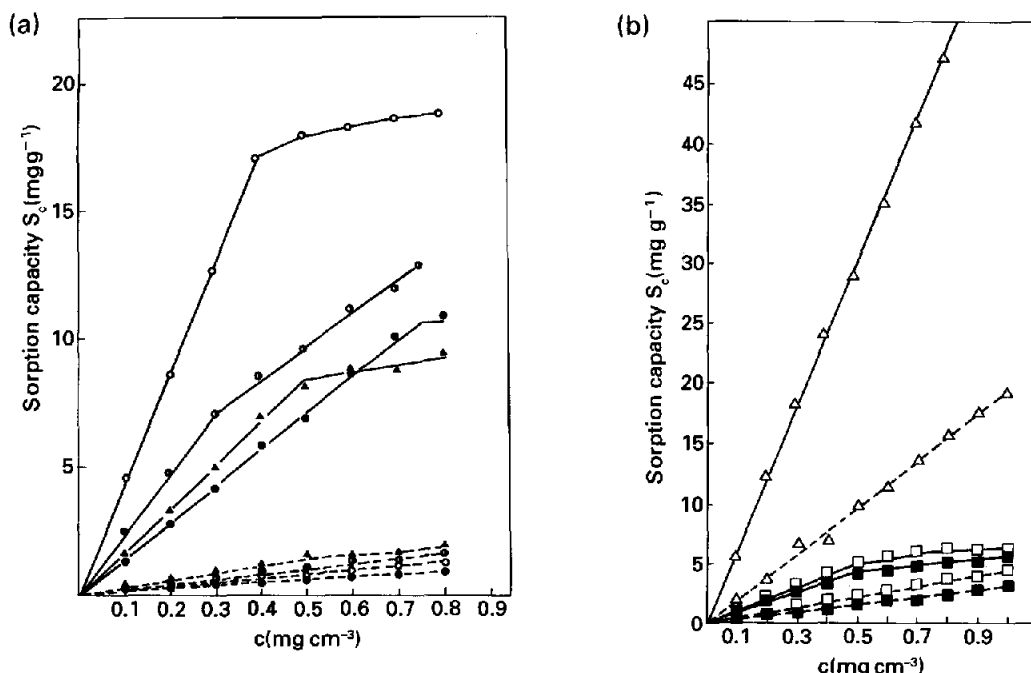 (a)
Sorption capacity S_c(mgg⁻¹)
20
15
10
5
0.1 0.2 0.3 0.4 0.5 0.6 0.7 0.8 0.9
c(mg cm⁻³)
(b)
Sorption capacity S_c(mg g⁻¹)
45
40
35
30
25
20
15
10
5
0
0.1 0.3 0.5 0.7 0.9
c(mg cm⁻³)